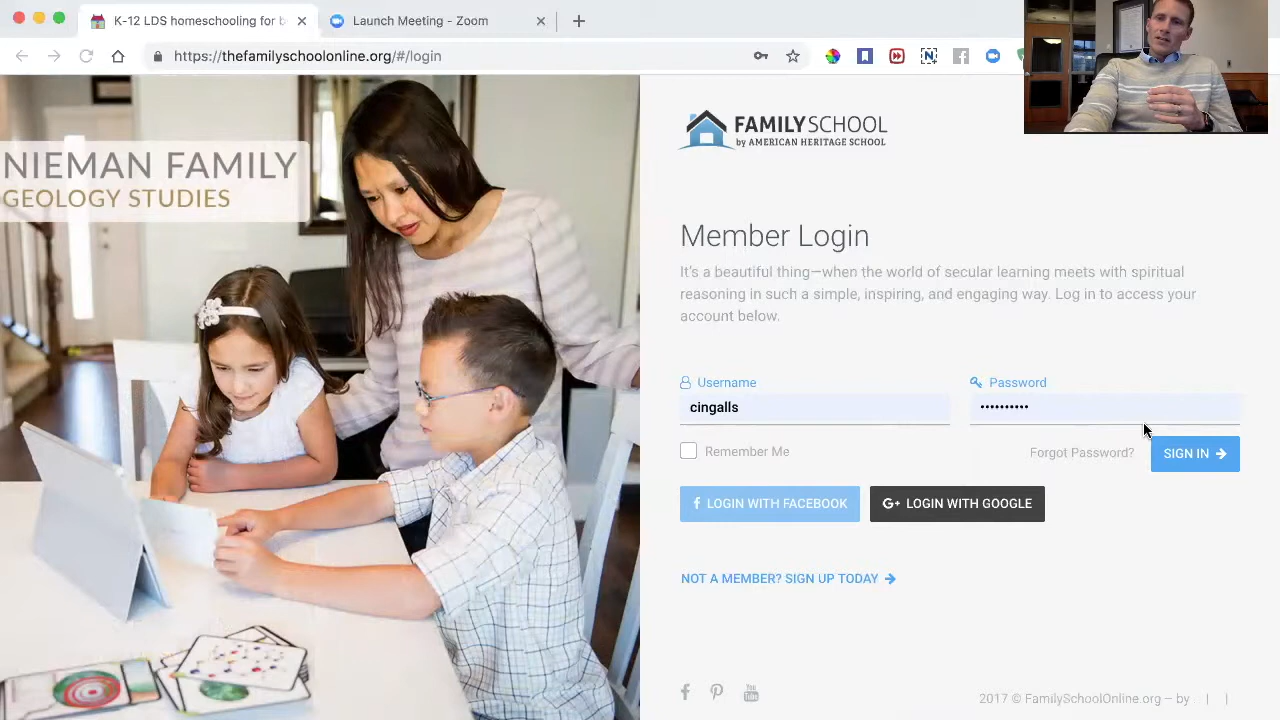 K-12 LDS homeschooling for b
Launch Meeting - Zoom
https://thefamilyschoolonline.org/#/login
NIEMAN FAMILY
GEOLOGY STUDIES
FAMILYSCHOOL
by AMERICAN HERITAGE SCHOOL
Member Login
It's a beautiful thing—when the world of secular learning meets with spiritual
reasoning in such a simple, inspiring, and engaging way. Log in to access your
account below.
Username
Password
cingalls
••••••••••
Remember Me
Forgot Password?
SIGN IN
LOGIN WITH FACEBOOK
G+ LOGIN WITH GOOGLE
NOT A MEMBER? SIGN UP TODAY
You Tube
2017 © FamilySchoolOnline.org – by | |